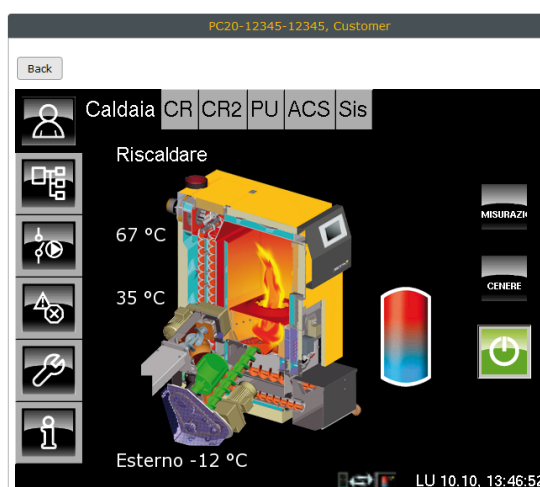 PC20-12345-12345, Customer
Back
Caldaia CR CR2 PU ACS Sis
Riscaldare
67 °C
MISURAZI
35 °C
CENERE
Esterno -12 °C
LU 10.10, 13:46:52